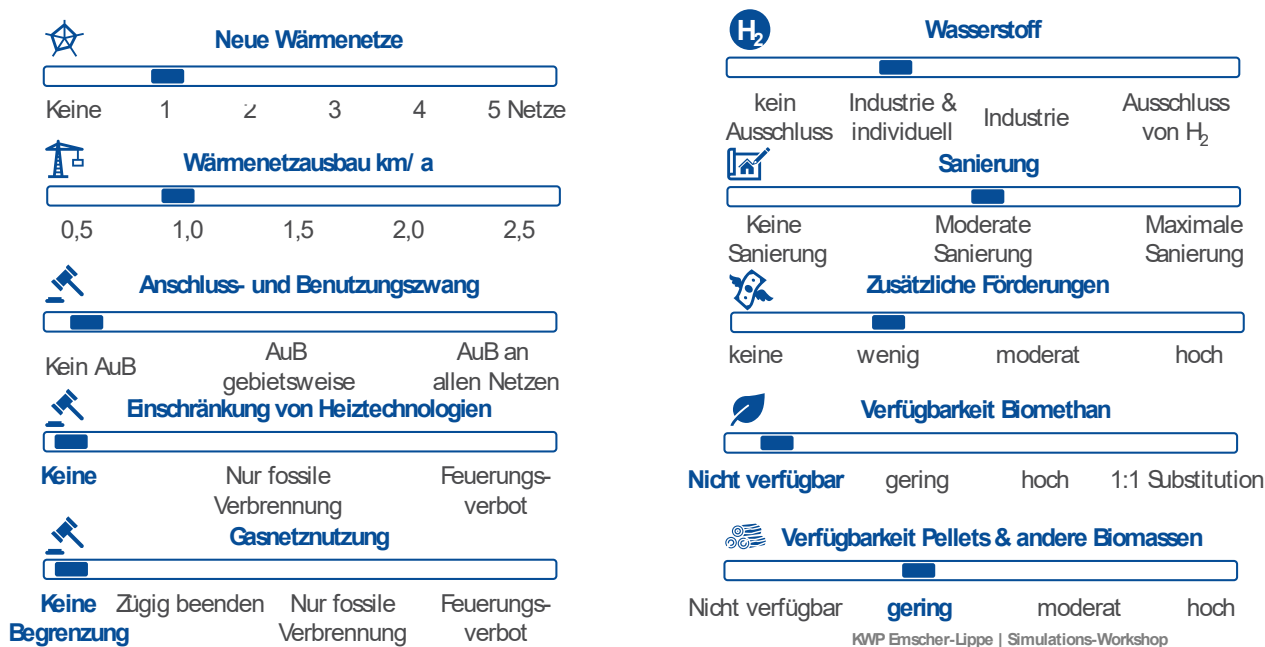 Neue Wärmenetze
Keine 1 2 3 4 5 Netze
Wärmenetzausbau km/ a
0,5 1,0 1,5 2,0 2,5
Anschluss- und Benutzungszwang
Kein AuB
AuB
gebietsweise
AuB an
allen Netzen
Einschränkung von Heiztechnologien
Keine
Nur fossile
Verbrennung
Feuerungs-
verbot
Gasnetznutzung
Keine
Begrenzung
Zügig beenden
Nur fossile
Verbrennung
Feuerungs-
verbot
H2
Wasserstoff
kein
Ausschluss
Industrie &
individuell
Industrie
Ausschluss
von H2
Sanierung
Keine
Sanierung
Moderate
Sanierung
Maximale
Sanierung
Zusätzliche Förderungen
keine wenig moderat hoch
Verfügbarkeit Biomethan
Nicht verfügbar gering hoch 1:1 Substitution
Verfügbarkeit Pellets & andere Biomassen
Nicht verfügbar gering moderat hoch
KWP Emscher-Lippe | Simulations-Workshop